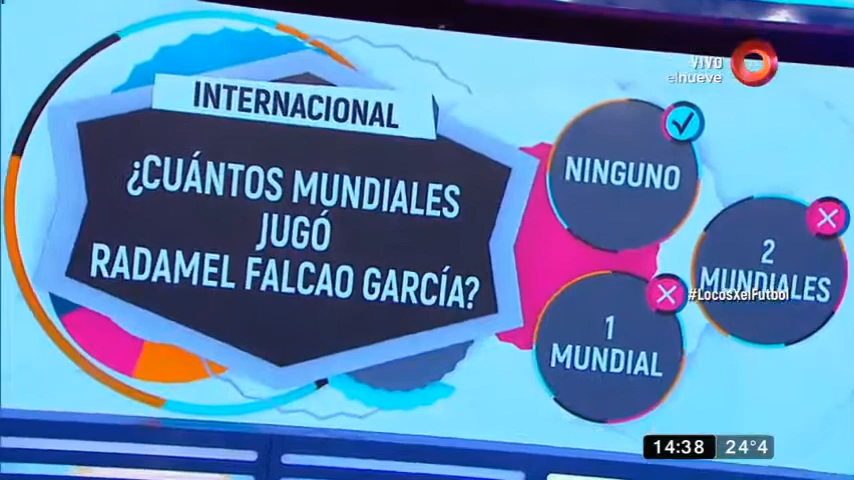 VIVO
elnueve
INTERNACIONAL
¿CUÁNTOS MUNDIALES
JUGÓ
RADAMEL FALCAO GARCÍA?
NINGUNO
2
MUNDIALES
#LocosXelFutbol
1
MUNDIAL
14:38 24°4